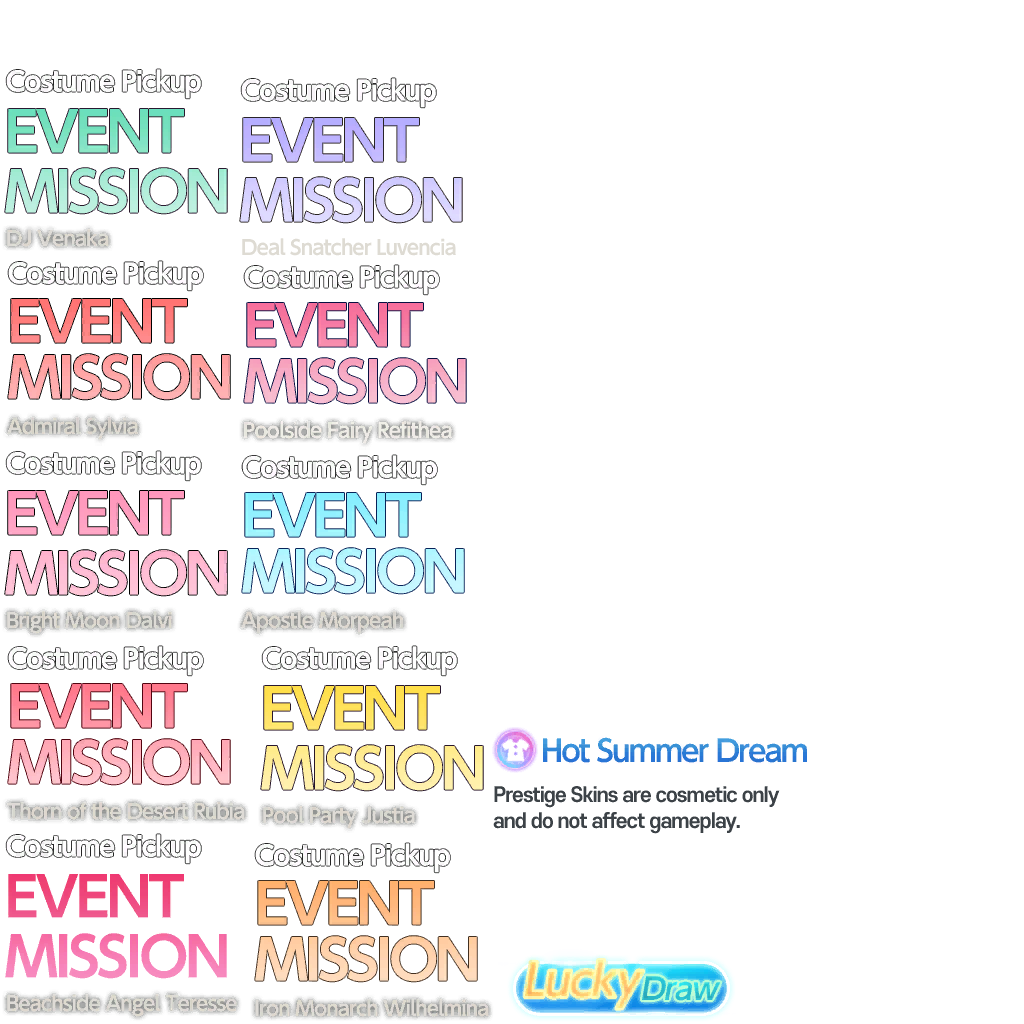 Costume Pickup
EVENT
MISSION
DJ Venaka
Costume Pickup
EVENT
MISSION
Deal Snatcher Luvencia
Costume Pickup
EVENT
MISSION
Admiral Sylvia
Costume Pickup
EVENT
MISSION
Poolside Fairy Refithea
Costume Pickup
EVENT
MISSION
Bright Moon Dalvi
Costume Pickup
EVENT
MISSION
Apostle Morpeah
Costume Pickup
EVENT
MISSION
Thorn of the Desert Rubia
Costume Pickup
EVENT
MISSION
Pool Party Justia
Hot Summer Dream
Prestige Skins are cosmetic only
and do not affect gameplay.
Costume Pickup
EVENT
MISSION
Beachside Angel Teresse
Costume Pickup
EVENT
MISSION
Iron Monarch Wilhelmina
Lucky Draw